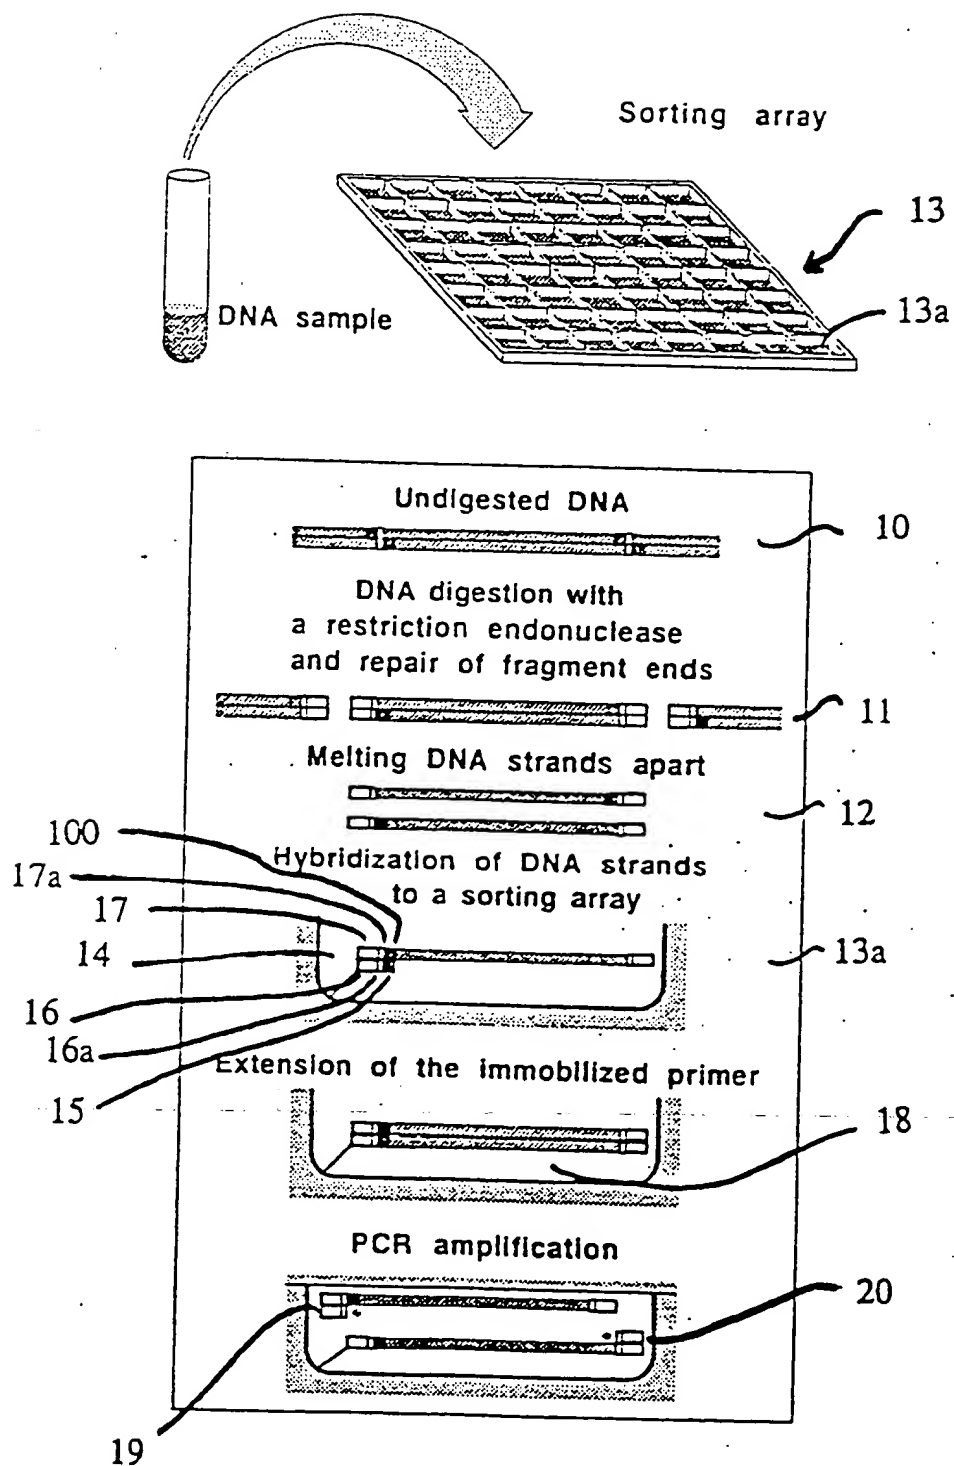 Sorting array
13
DNA sample
13a
Undigested DNA
10
DNA digestion with
a restriction endonuclease
and repair of fragment ends
11
Melting DNA strands apart
12
100
Hybridization of DNA strands
17a
to a sorting array
17
14
13a
16
16a
Extension of the immobilized primer
15
18
PCR amplification
20
19